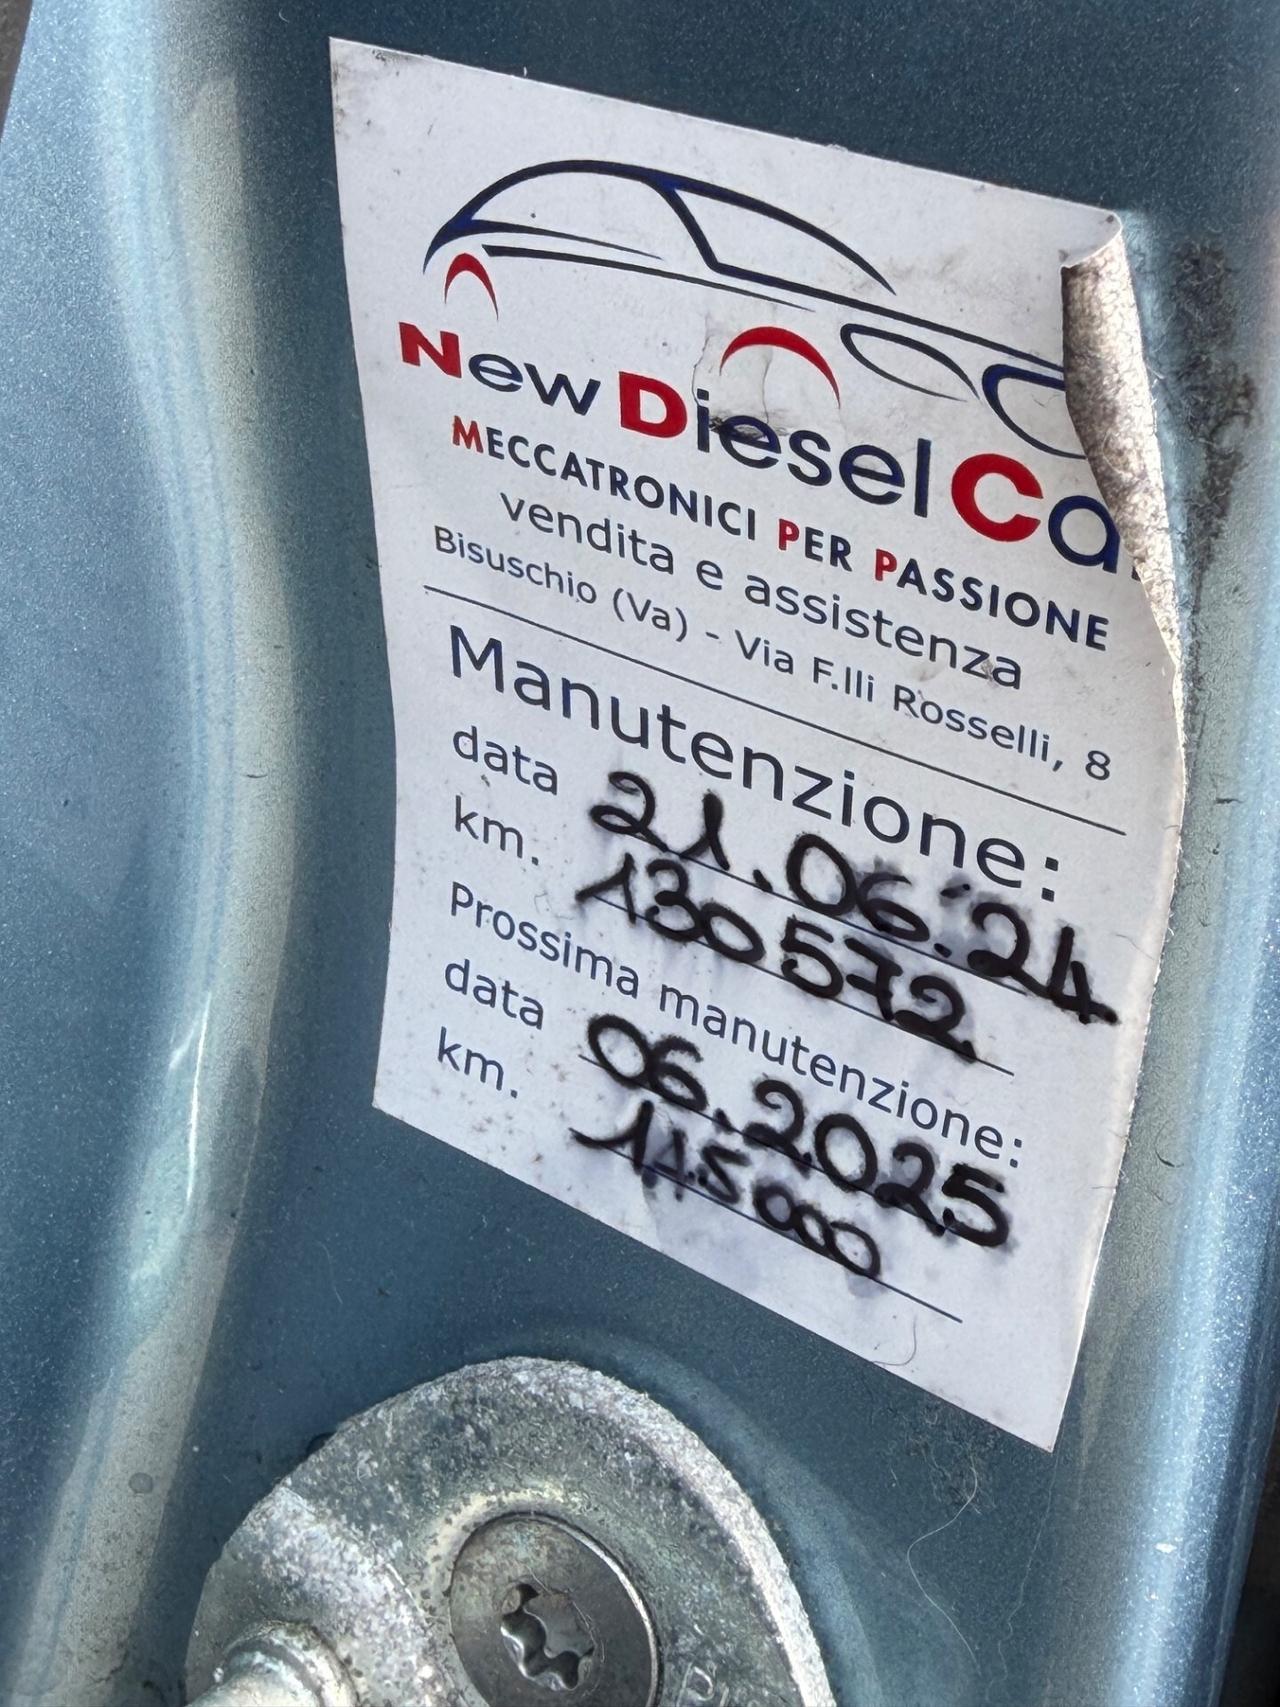 New Diesel Ca
MECCATRONICI PER PASSIONE
vendita e assistenza
Bisuschio (Va) - Via F.lli Rosselli, 8
Manutenzione:
data 21.06.24
km. 130572
Prossima manutenzione:
data 06.2025
km. 145000